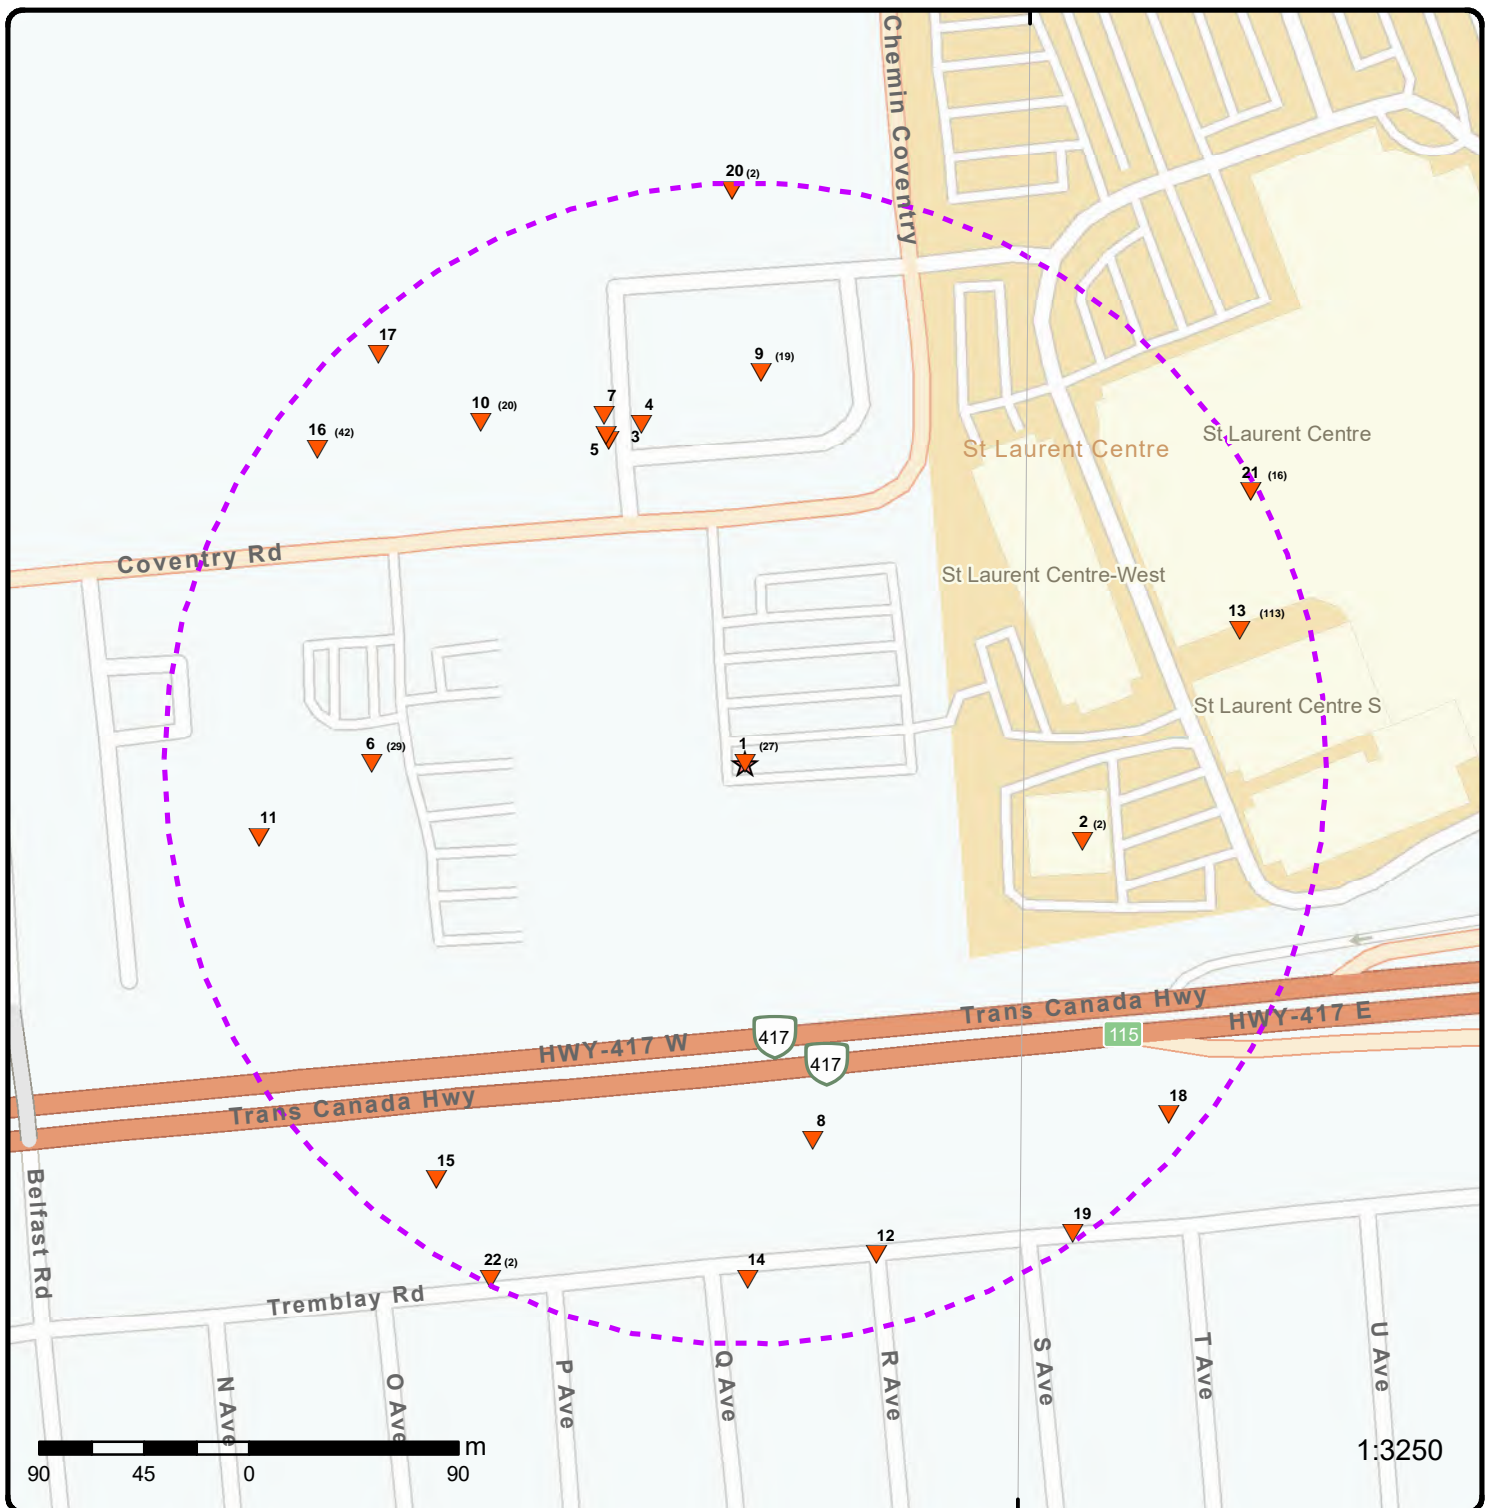 Chemin Coventry
20 (2)
17
9 (19)
7
4
10 (20)
16 (42)
3
5
St Laurent Centre
St Laurent Centre
21 (16)
Coventry Rd
St Laurent Centre-West
13 (113)
St Laurent Centre S
1 (27)
6 (29)
11
2 (2)
Trans Canada Hwy
HWY-417 E
417
115
HWY-417 W
417
Trans Canada Hwy
18
8
15
Belfast Rd
19
12
22 (2)
14
Tremblay Rd
N Ave
O Ave
P Ave
Q Ave
R Ave
S Ave
T Ave
U Ave
m
90 45 0 90
1:3250